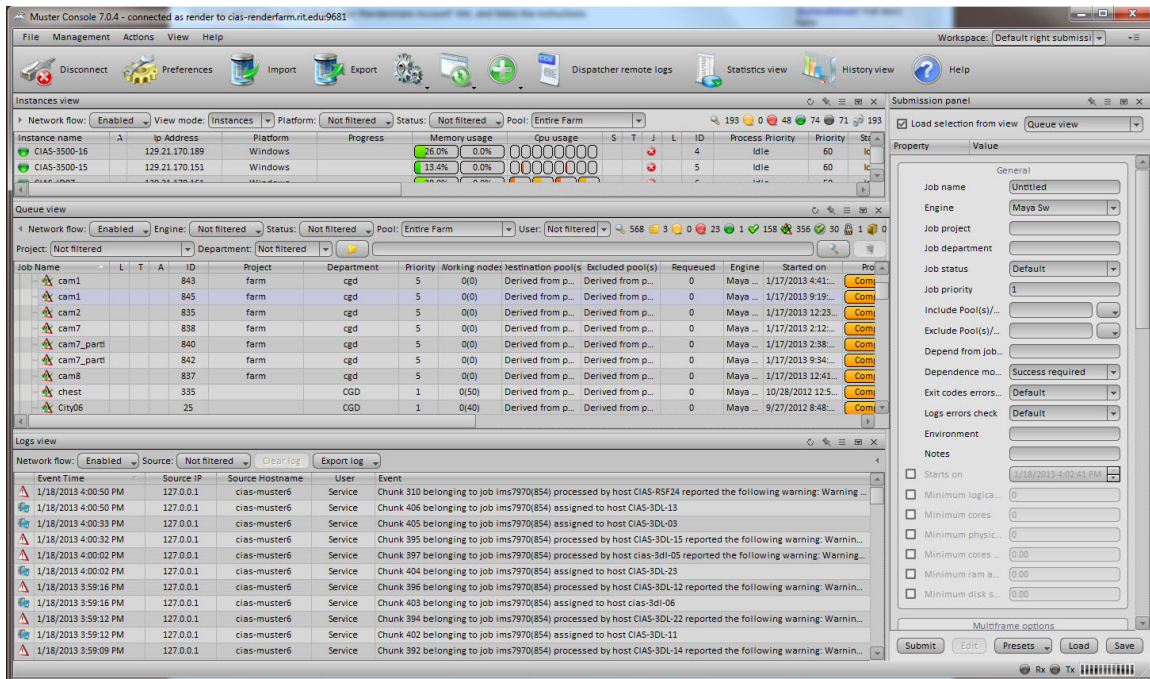 Muster Console 7.0.4 - connected as render to cias-renderfarm.rit.edu:9681
File Management Actions View Help
Workspace: Default right submissi
Disconnect Preferences Import Export Dispatcher remote logs Statistics view History view Help
Instances view
Network flow: Enabled View mode: Instances Platform: Not filtered Status: Not filtered Pool: Entire Farm 193 0 48 74 71 193
Instance name Ip Address Platform Progress Memory usage Cpu usage S T J L ID Process Priority Priority
CIAS-3500-16 129.21.170.189 Windows 26.0% 0.0% 4 Idle 60
CIAS-3500-15 129.21.170.151 Windows 13.4% 0.0% 5 Idle 60
Queue view
Network flow: Enabled Engine: Not filtered Status: Not filtered Pool: Entire Farm User: Not filtered 568 3 0 23 1 158 356 30 1 0
Project: Not filtered Department: Not filtered
Job Name L T A ID Project Department Priority Working nodes Destination pool(s) Excluded pool(s) Requeued Engine Started on
cam1 843 farm cgd 5 0(0) Derived from p... Derived from p... 0 Maya ... 1/17/2013 4:41:...
cam1 845 farm cgd 5 0(0) Derived from p... Derived from p... 0 Maya ... 1/17/2013 9:19:...
cam2 835 farm cgd 5 0(0) Derived from p... Derived from p... 0 Maya ... 1/17/2013 12:23...
cam7 838 farm cgd 5 0(0) Derived from p... Derived from p... 0 Maya ... 1/17/2013 2:12:...
cam7_parti 840 farm cgd 5 0(0) Derived from p... Derived from p... 0 Maya ... 1/17/2013 2:38:...
cam7_parti 842 farm cgd 5 0(0) Derived from p... Derived from p... 0 Maya ... 1/17/2013 9:34:...
cam8 837 farm cgd 5 0(0) Derived from p... Derived from p... 0 Maya ... 1/17/2013 12:41...
chest 335 CGD 1 0(50) Derived from p... Derived from p... 0 Maya ... 10/28/2012 12:5...
City06 25 CGD 1 0(40) Derived from p... Derived from p... 0 Maya ... 9/27/2012 8:48:...
Logs view
Network flow: Enabled Source: Not filtered Clear log Export log
Event Time Source IP Source Hostname User Event
1/18/2013 4:00:50 PM 127.0.0.1 cias-muster6 Service Chunk 310 belonging to job ims7970(854) processed by host CIAS-RSF24 reported the following warning: Warning ...
1/18/2013 4:00:50 PM 127.0.0.1 cias-muster6 Service Chunk 406 belonging to job ims7970(854) assigned to host CIAS-3DL-13
1/18/2013 4:00:33 PM 127.0.0.1 cias-muster6 Service Chunk 405 belonging to job ims7970(854) assigned to host CIAS-3DL-03
1/18/2013 4:00:32 PM 127.0.0.1 cias-muster6 Service Chunk 395 belonging to job ims7970(854) processed by host CIAS-3DL-15 reported the following warning: Warnin...
1/18/2013 4:00:02 PM 127.0.0.1 cias-muster6 Service Chunk 397 belonging to job ims7970(854) processed by host cias-3dl-05 reported the following warning: Warning...
1/18/2013 4:00:02 PM 127.0.0.1 cias-muster6 Service Chunk 404 belonging to job ims7970(854) assigned to host CIAS-3DL-23
1/18/2013 3:59:16 PM 127.0.0.1 cias-muster6 Service Chunk 396 belonging to job ims7970(854) processed by host CIAS-3DL-12 reported the following warning: Warnin...
1/18/2013 3:59:16 PM 127.0.0.1 cias-muster6 Service Chunk 403 belonging to job ims7970(854) assigned to host cias-3dl-06
1/18/2013 3:59:12 PM 127.0.0.1 cias-muster6 Service Chunk 394 belonging to job ims7970(854) processed by host CIAS-3DL-22 reported the following warning: Warnin...
1/18/2013 3:59:12 PM 127.0.0.1 cias-muster6 Service Chunk 402 belonging to job ims7970(854) assigned to host CIAS-3DL-11
1/18/2013 3:59:09 PM 127.0.0.1 cias-muster6 Service Chunk 392 belonging to job ims7970(854) processed by host CIAS-3DL-14 reported the following warning: Warnin...
Submission panel
Load selection from view Queue view
Property Value
General
Job name Untitled
Engine Maya Sw
Job project
Job department
Job status Default
Job priority 1
Include Pool(s)/...
Exclude Pool(s)/...
Depend from job...
Dependence mo... Success required
Exit codes errors... Default
Logs errors check Default
Environment
Notes
Starts on 1/18/2013 4:02:41 PM
Minimum logica... 0
Minimum cores 0
Minimum physic... 0
Minimum cores ... 0.00
Minimum ram a... 0.00
Minimum disk s... 0.00
Multiframe options
Submit Edit Presets Load Save
Rx Tx